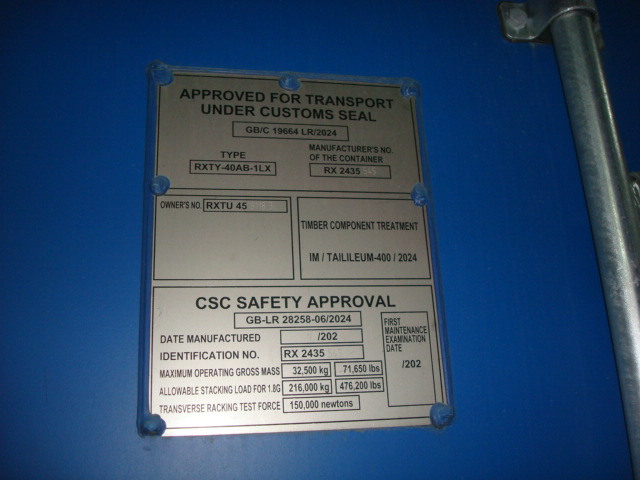 APPROVED FOR TRANSPORT
UNDER CUSTOMS SEAL
GB/C 19664 LR/2024
TYPE
RXTY-40AB-1LX
MANUFACTURER'S NO.
OF THE CONTAINER
RX 2435
OWNER'S NO. RXTU 45
TIMBER COMPONENT TREATMENT
IM / TAILILEUM-400 / 2024
CSC SAFETY APPROVAL
GB-LR 28258-06/2024
DATE MANUFACTURED /202
IDENTIFICATION NO. RX 2435
MAXIMUM OPERATING GROSS MASS 32,500 kg 71,650 lbs
ALLOWABLE STACKING LOAD FOR 1.8G 216,000 kg 476,200 lbs
TRANSVERSE RACKING TEST FORCE 150,000 newtons
FIRST
MAINTENANCE
EXAMINATION
DATE
/202